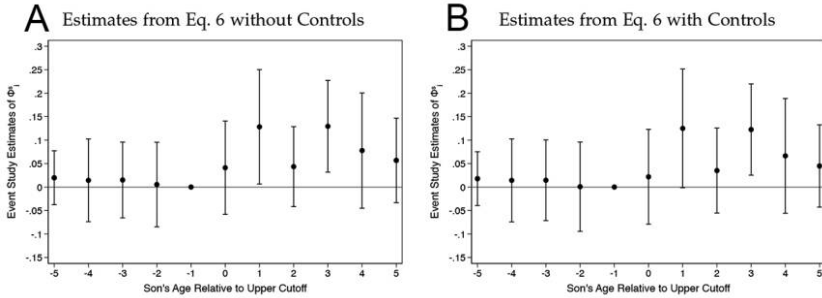 A Estimates from Eq. 6 without Controls
Event Study Estimates of Φˢᵢ
.3
.25
.2
.15
.1
.05
0
-.05
-.1
-.15
-5 -4 -3 -2 -1 0 1 2 3 4 5
Son's Age Relative to Upper Cutoff
B Estimates from Eq. 6 with Controls
Event Study Estimates of Φˢᵢ
.3
.25
.2
.15
.1
.05
0
-.05
-.1
-.15
-5 -4 -3 -2 -1 0 1 2 3 4 5
Son's Age Relative to Upper Cutoff